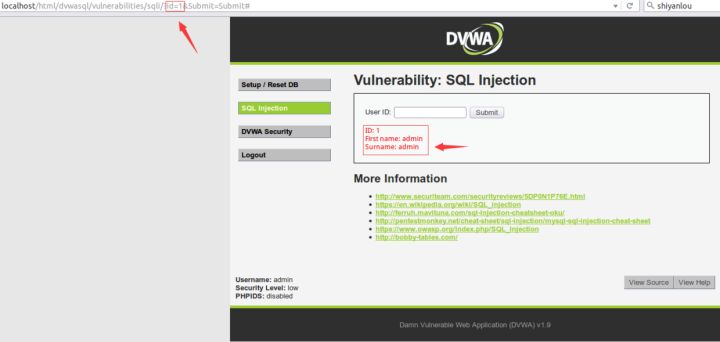 localhost/html/dvwasql/vulnerabilities/sqli/?id=1&Submit=Submit#
shiyanlou
DVWA
Setup / Reset DB
SQL Injection
DVWA Security
Logout
Vulnerability: SQL Injection
User ID:
Submit
ID: 1
First name: admin
Surname: admin
More Information
http://www.securiteam.com/securityreviews/5DP0N1P76E.html
https://en.wikipedia.org/wiki/SQL_injection
http://ferruh.mavituna.com/sql-injection-cheatsheet-oku/
http://pentestmonkey.net/cheat-sheet/sql-injection/mysql-sql-injection-cheat-sheet
https://www.owasp.org/index.php/SQL_Injection
http://bobby-tables.com/
Username: admin
Security Level: low
PHPIDS: disabled
View Source
View Help
Damn Vulnerable Web Application (DVWA) v1.9